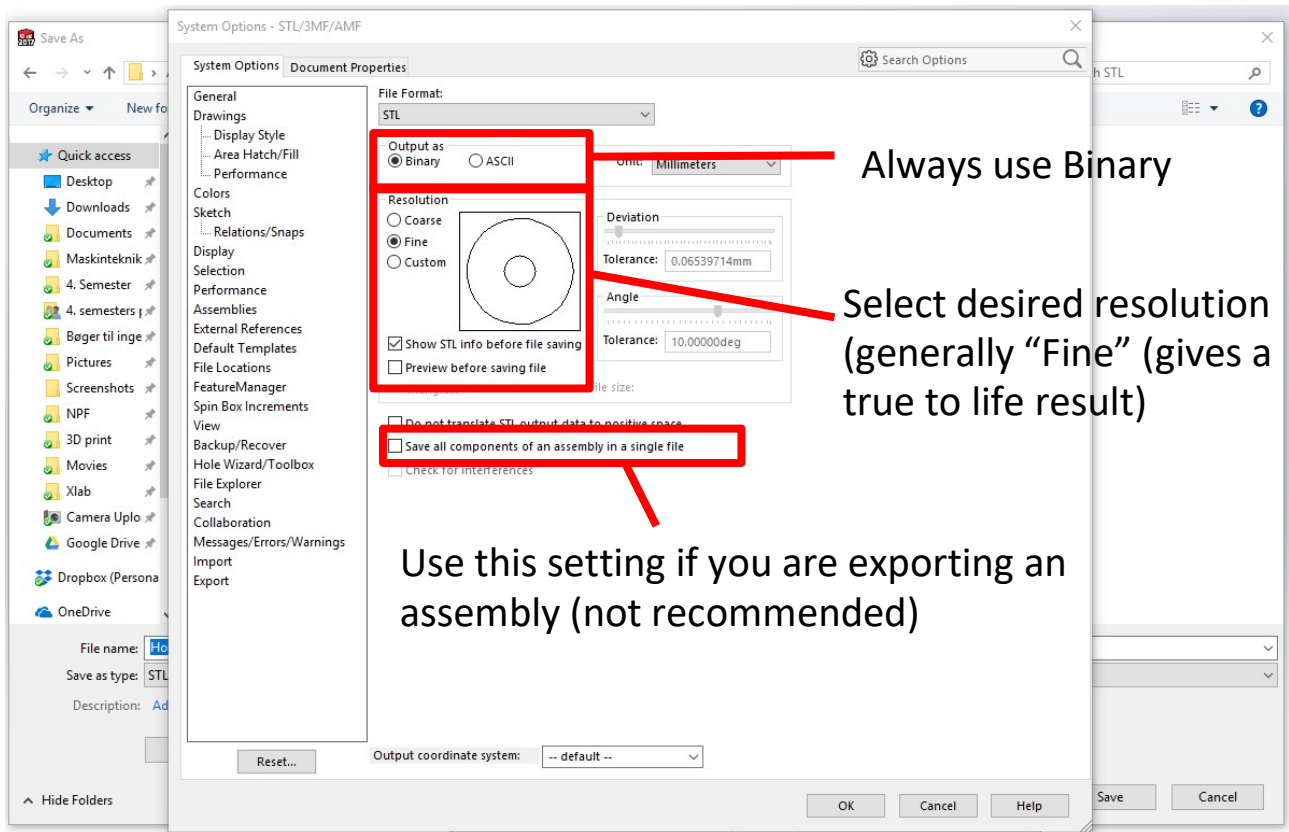 Save As
System Options - STL/3MF/AMF
System Options
Document Properties
Search Options
h STL
Organize
New fo
Quick access
Desktop
Downloads
Documents
Maskinteknik
4. Semester
4. semesters
Bøger til inge
Pictures
Screenshots
NPF
3D print
Movies
Xlab
Camera Uplo
Google Drive
Dropbox (Persona
OneDrive
General
Drawings
Display Style
Area Hatch/Fill
Performance
Colors
Sketch
Relations/Snaps
Display
Selection
Performance
Assemblies
External References
Default Templates
File Locations
FeatureManager
Spin Box Increments
View
Backup/Recover
Hole Wizard/Toolbox
File Explorer
Search
Collaboration
Messages/Errors/Warnings
Import
Export
File Format:
STL
Output as
Binary
ASCII
Unit:
Millimeters
Always use Binary
Resolution
Coarse
Fine
Custom
Deviation
Tolerance:
0.06539714mm
Angle
Tolerance:
10.00000deg
Show STL info before file saving
Preview before saving file
ile size:
Select desired resolution
(generally “Fine” (gives a
true to life result)
Do not translate STL output data to positive space
Save all components of an assembly in a single file
Check for interferences
Use this setting if you are exporting an
assembly (not recommended)
File name:
Ho
Save as type:
STL
Description:
Ad
Reset...
Output coordinate system:
-- default --
Hide Folders
OK
Cancel
Help
Save
Cancel